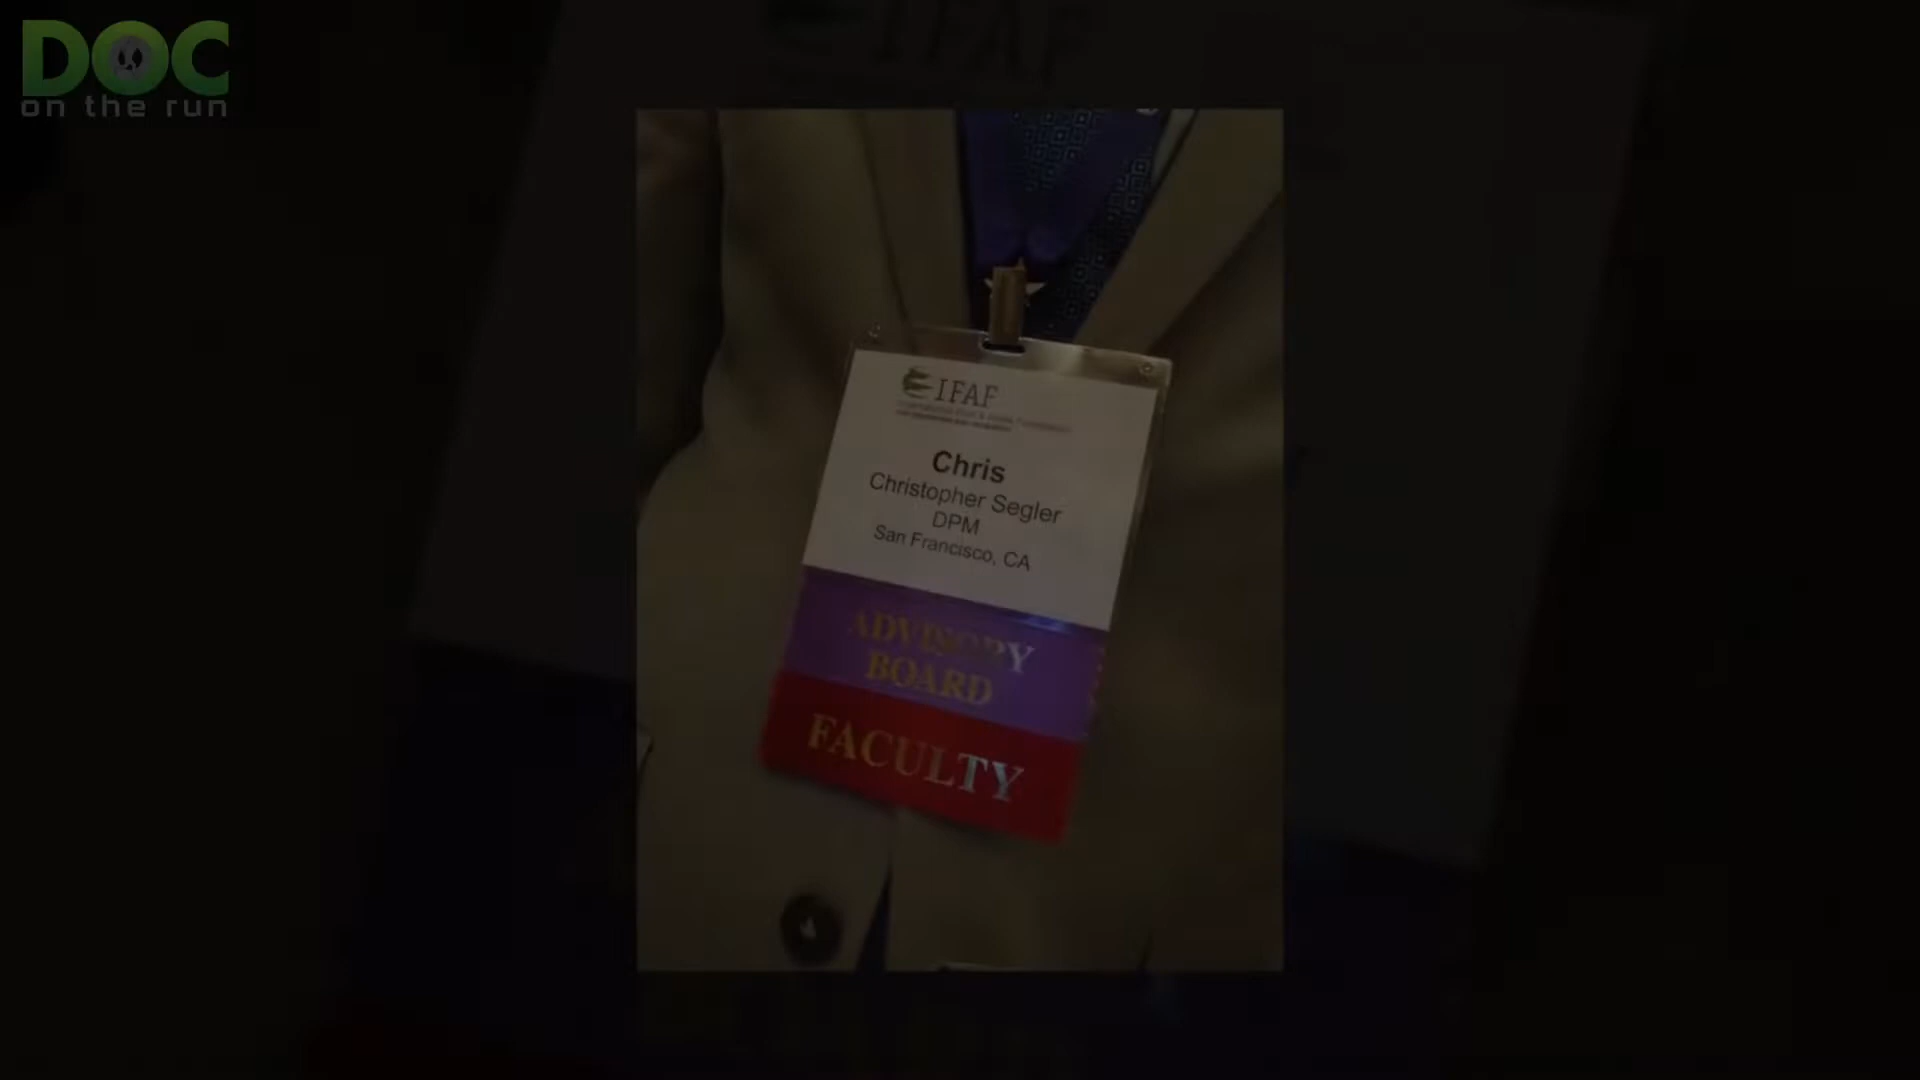 DOC
on the run
IFAF
Chris
Christopher Segler
DPM
San Francisco, CA
ADVISORY
BOARD
FACULTY